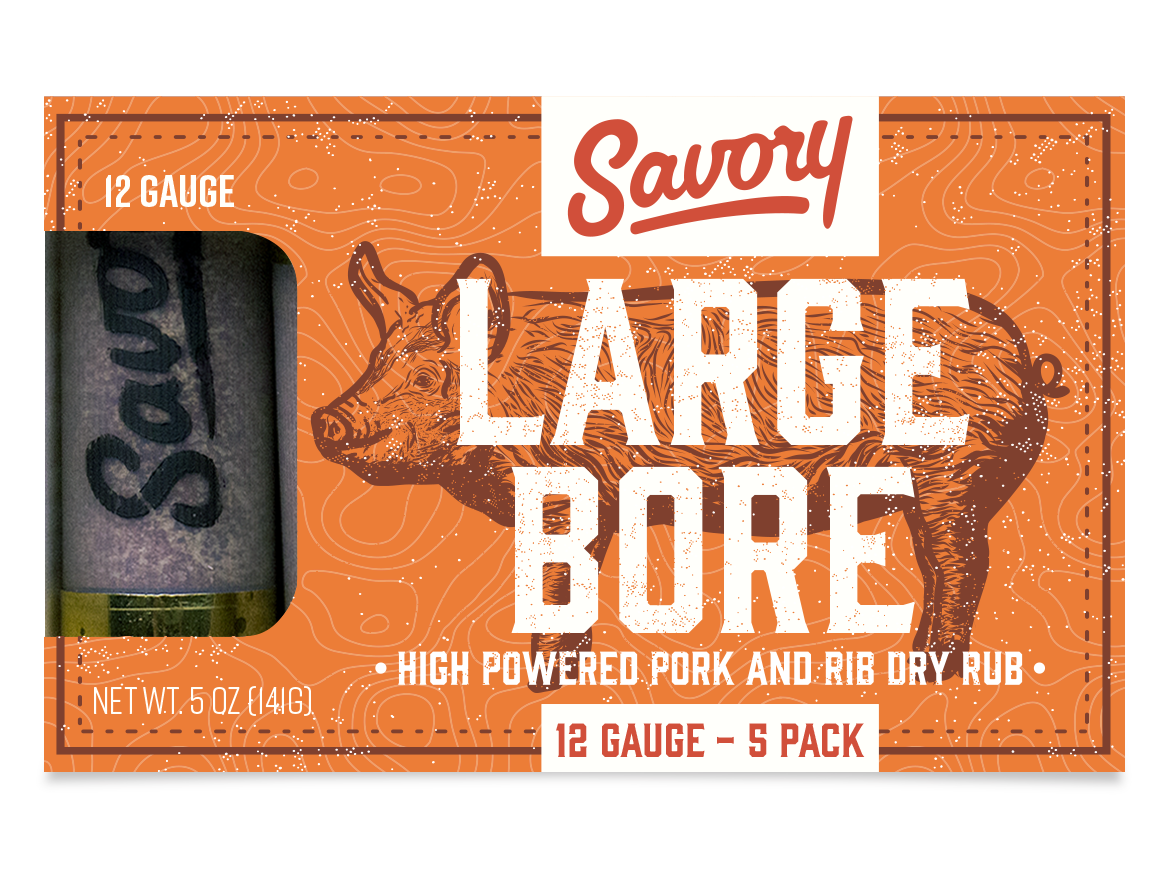 Savory
12 GAUGE
Savo
LARGE
BORE
• HIGH POWERED PORK AND RIB DRY RUB •
NET WT. 5 OZ (141G)
12 GAUGE – 5 PACK